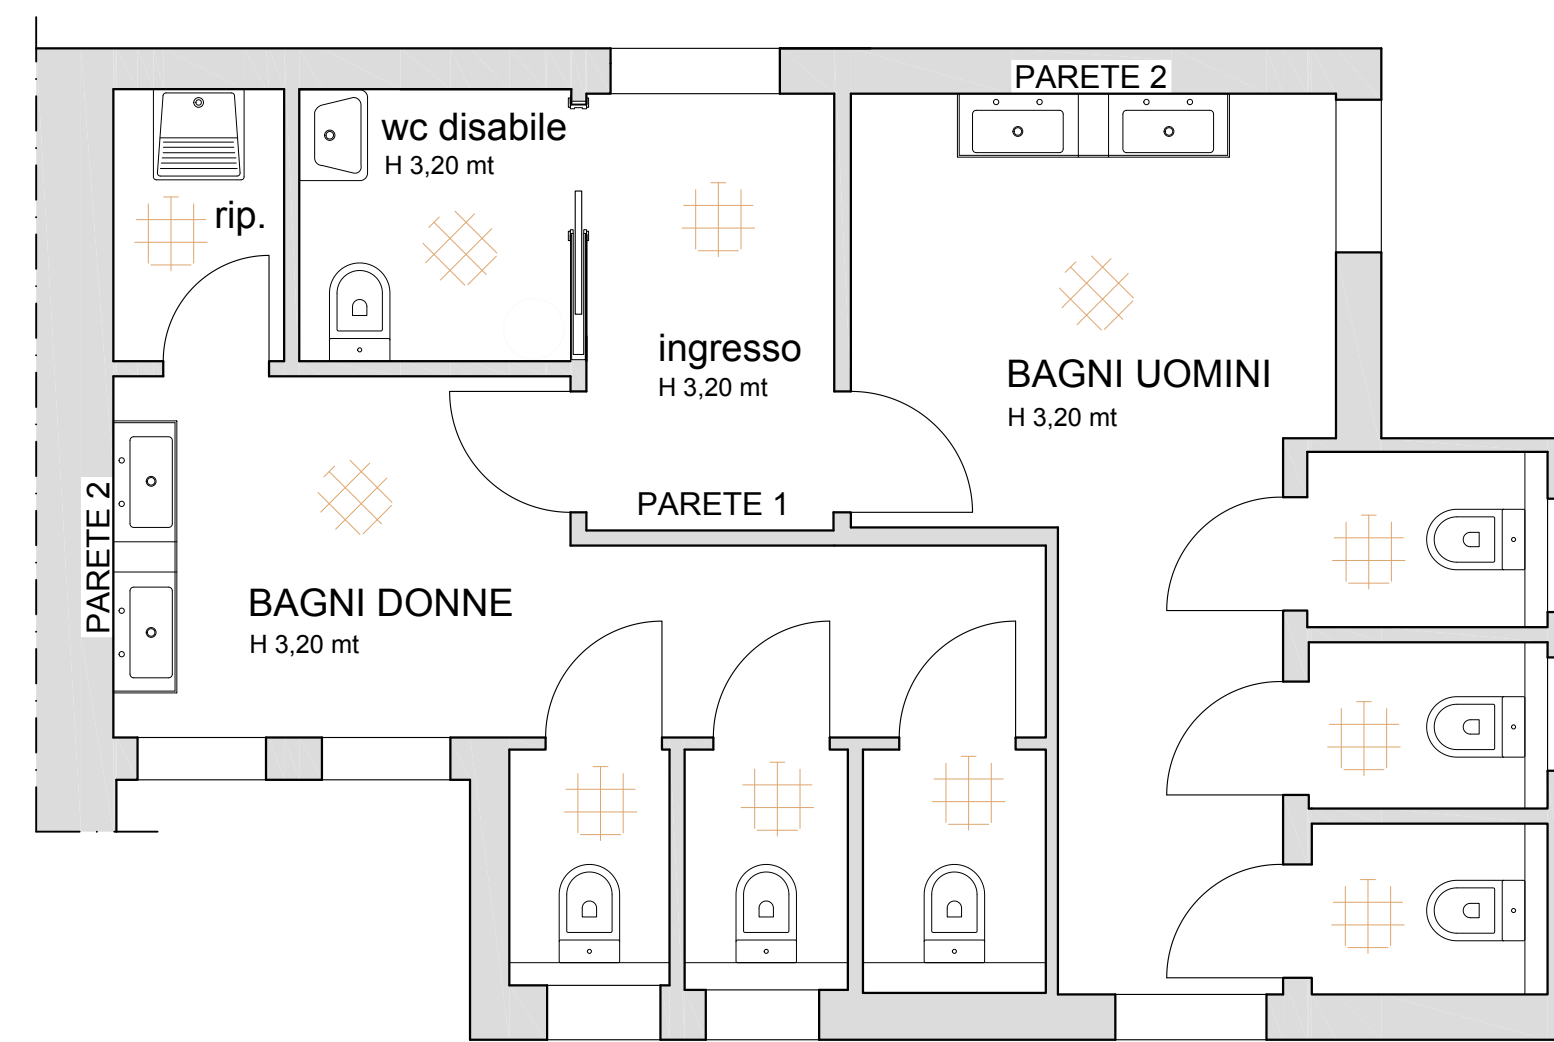 PARETE 2
wc disabile
H 3,20 mt
rip.
ingresso
H 3,20 mt
BAGNI UOMINI
H 3,20 mt
PARETE 1
PARETE 2
BAGNI DONNE
H 3,20 mt